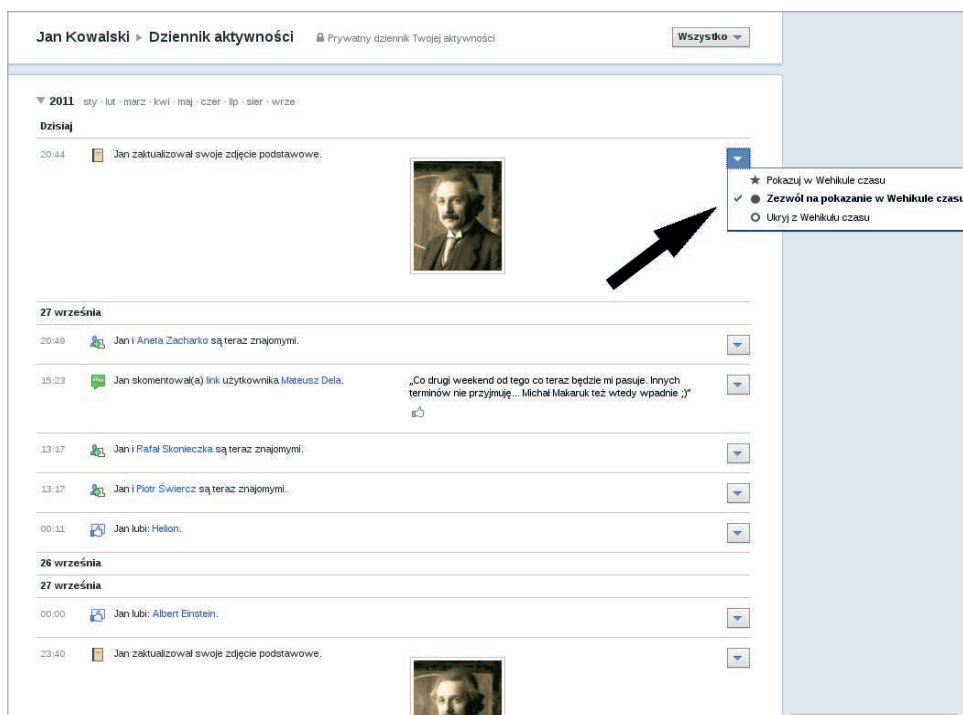 Jan Kowalski ▸ Dziennik aktywności Prywatny dziennik Twojej aktywności Wszystko
2011 sty · lut · marz · kwi · maj · czer · lip · sier · wrze
Dzisiaj
20:44 Jan zaktualizował swoje zdjęcie podstawowe.
Pokazuj w Wehikule czasu
Zezwól na pokazanie w Wehikule czasu
Ukryj z Wehikułu czasu
27 września
20:49 Jan i Aneta Zacharko są teraz znajomymi.
15:23 Jan skomentował(a) link użytkownika Mateusz Dela.
„Co drugi weekend od tego co teraz będzie mi pasuje. Innych
terminów nie przyjmuję... Michał Makaruk też wtedy wpadnie ;)”
13:17 Jan i Rafał Skonieczka są teraz znajomymi.
13:17 Jan i Piotr Świercz są teraz znajomymi.
00:11 Jan lubi: Helion.
26 września
27 września
00:00 Jan lubi: Albert Einstein.
23:40 Jan zaktualizował swoje zdjęcie podstawowe.